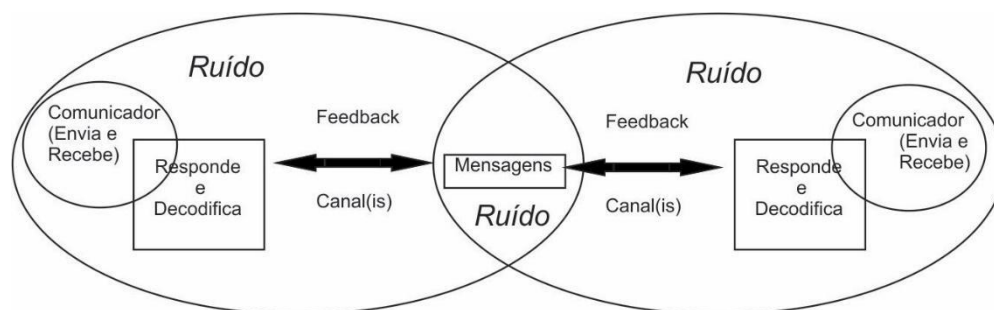 Ruído
Comunicador
(Envia e
Recebe)
Responde
e
Decodifica
Feedback
Canal(is)
Mensagens
Ruído
Feedback
Canal(is)
Ruído
Responde
e
Decodifica
Comunicador
(Envia e
Recebe)